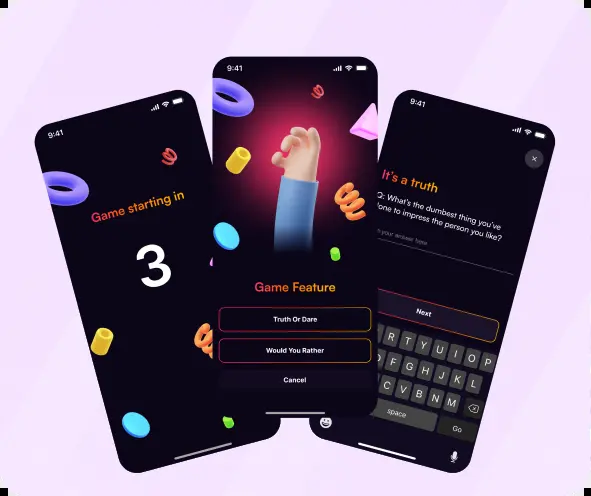 9:41
Game starting in
3
9:41
Game Feature
Truth Or Dare
Would You Rather
Cancel
9:41
It's a truth
Q: What's the dumbest thing you've
done to impress the person you like?
your answer here
Next
R T Y U I O P
F G H J K L
C V B N M
space
Go